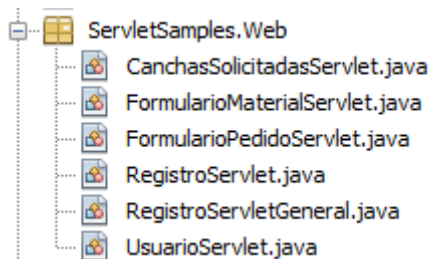 ServletSamples.Web
CanchasSolicitadasServlet.java
FormularioMaterialServlet.java
FormularioPedidoServlet.java
RegistroServlet.java
RegistroServletGeneral.java
UsuarioServlet.java